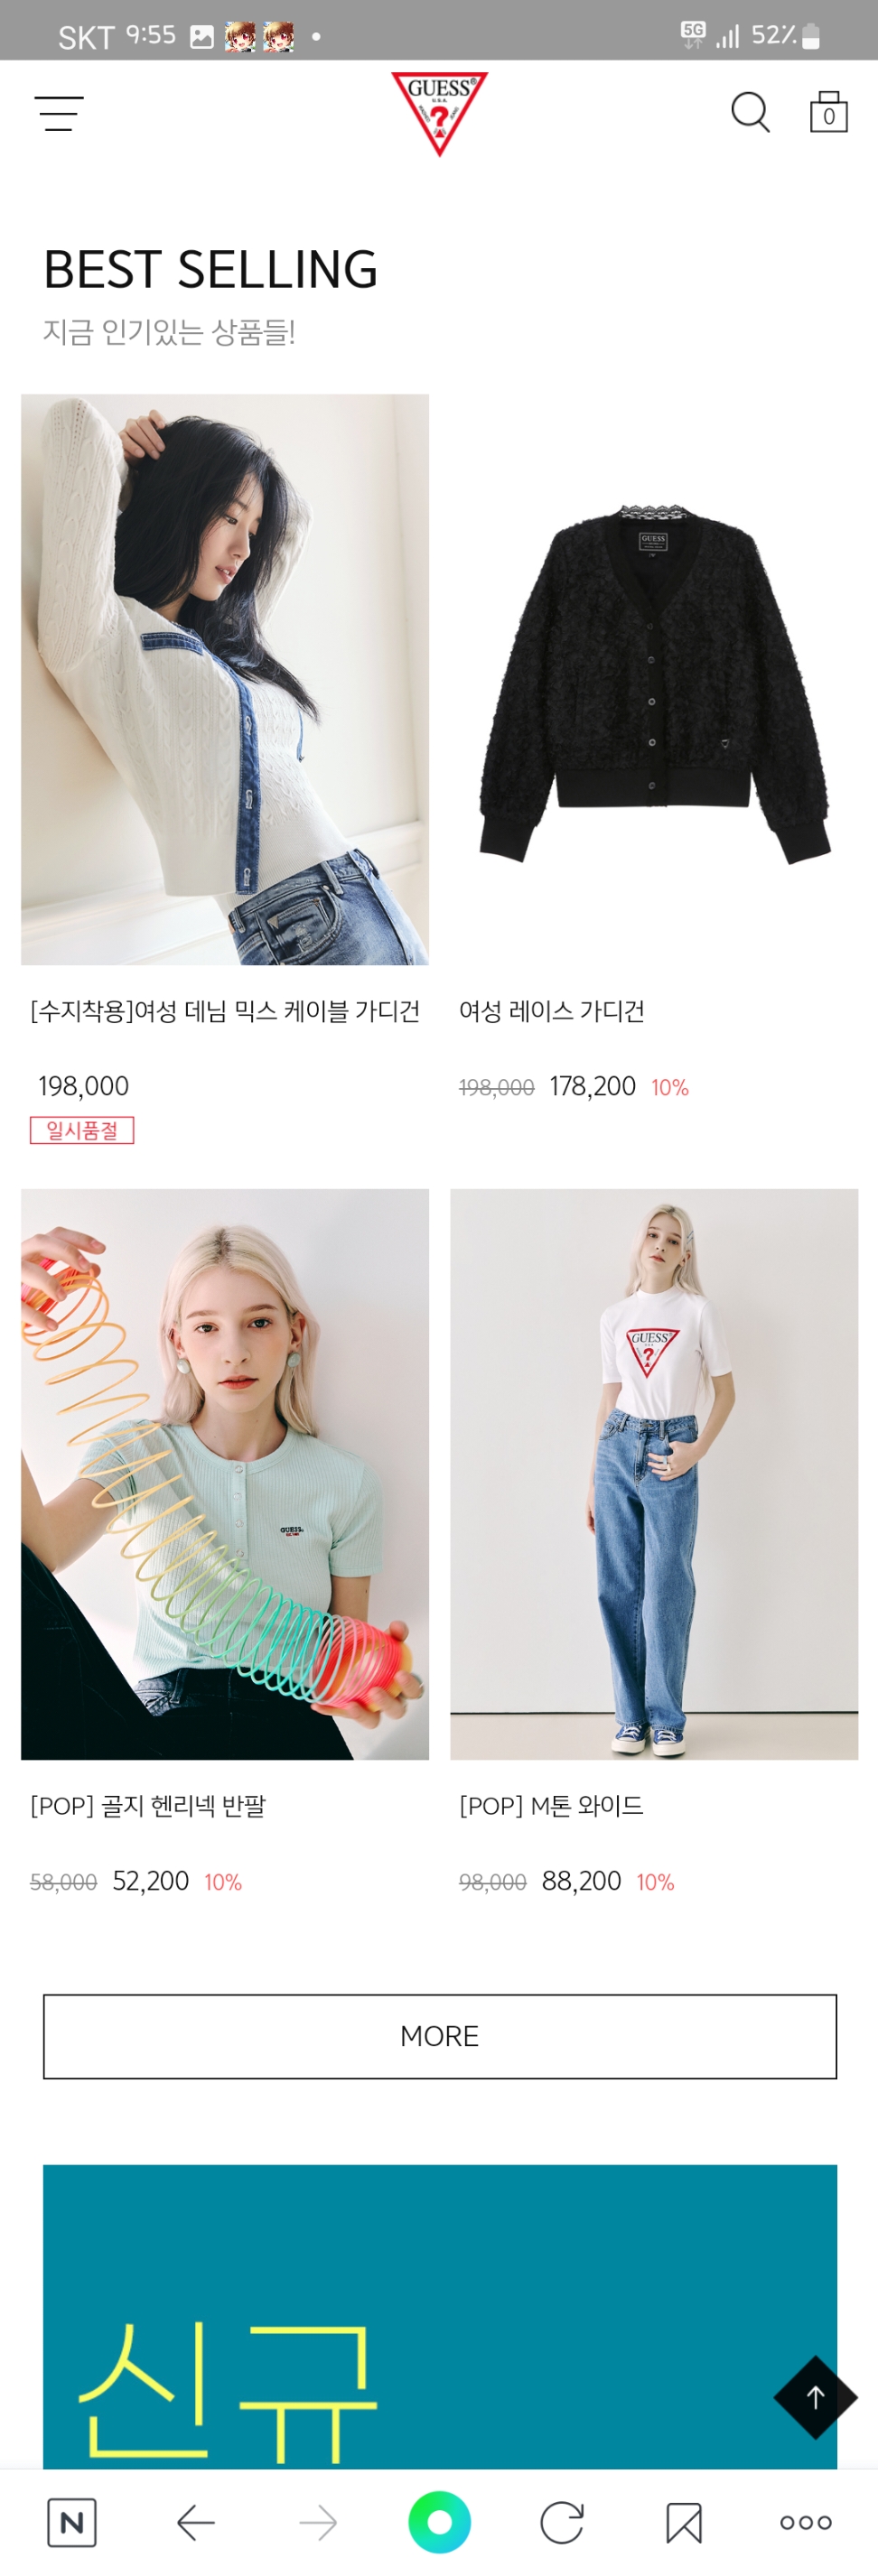 SKT 9:55
5G 52%
GUESS
U.S.A.
?
0
BEST SELLING
지금 인기있는 상품들!
GUESS
[수지착용]여성 데님 믹스 케이블 가디건
여성 레이스 가디건
198,000
198,000 178,200 10%
일시품절
GUESS
?
GUESS
[POP] 골지 헨리넥 반팔
[POP] M톤 와이드
58,000 52,200 10%
98,000 88,200 10%
MORE
신규
N